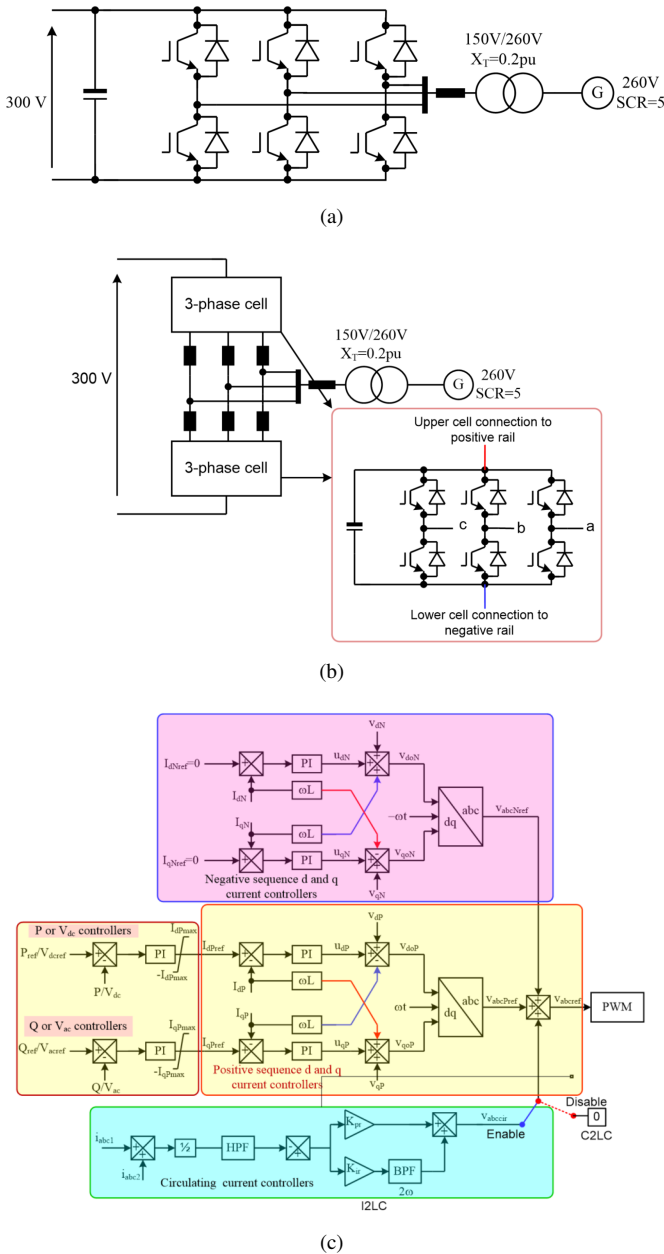 150V/260V
X_T=0.2pu
300 V
G
260V
SCR=5
(a)
3-phase cell
150V/260V
X_T=0.2pu
300 V
G
260V
SCR=5
3-phase cell
Upper cell connection to
positive rail
c
b
a
Lower cell connection to
negative rail
(b)
v_dN
I_dNref=0
PI
u_dN
v_doN
I_dN
ωL
abc
v_abcNref
I_qN
ωL
dq
−ωt
I_qNref=0
PI
u_qN
v_qoN
Negative sequence d and q
current controllers
v_qN
P or V_dc controllers
I_dPmax
P_ref/V_dcref
PI
-I_dPmax
P/V_dc
I_dPref
PI
u_dP
v_dP
v_doP
I_dP
ωL
abc
v_abcPref
v_abcref
PWM
ωt
dq
Q or V_ac controllers
I_qPmax
Q_ref/V_acref
PI
-I_qPmax
Q/V_ac
I_qP
ωL
I_qPref
PI
u_qP
v_qoP
Positive sequence d and q
current controllers
v_qP
Disable
0
C2LC
Enable
i_abc1
½
HPF
K_pr
v_abccir
i_abc2
K_ir
BPF
2ω
Circulating current controllers
I2LC
(c)